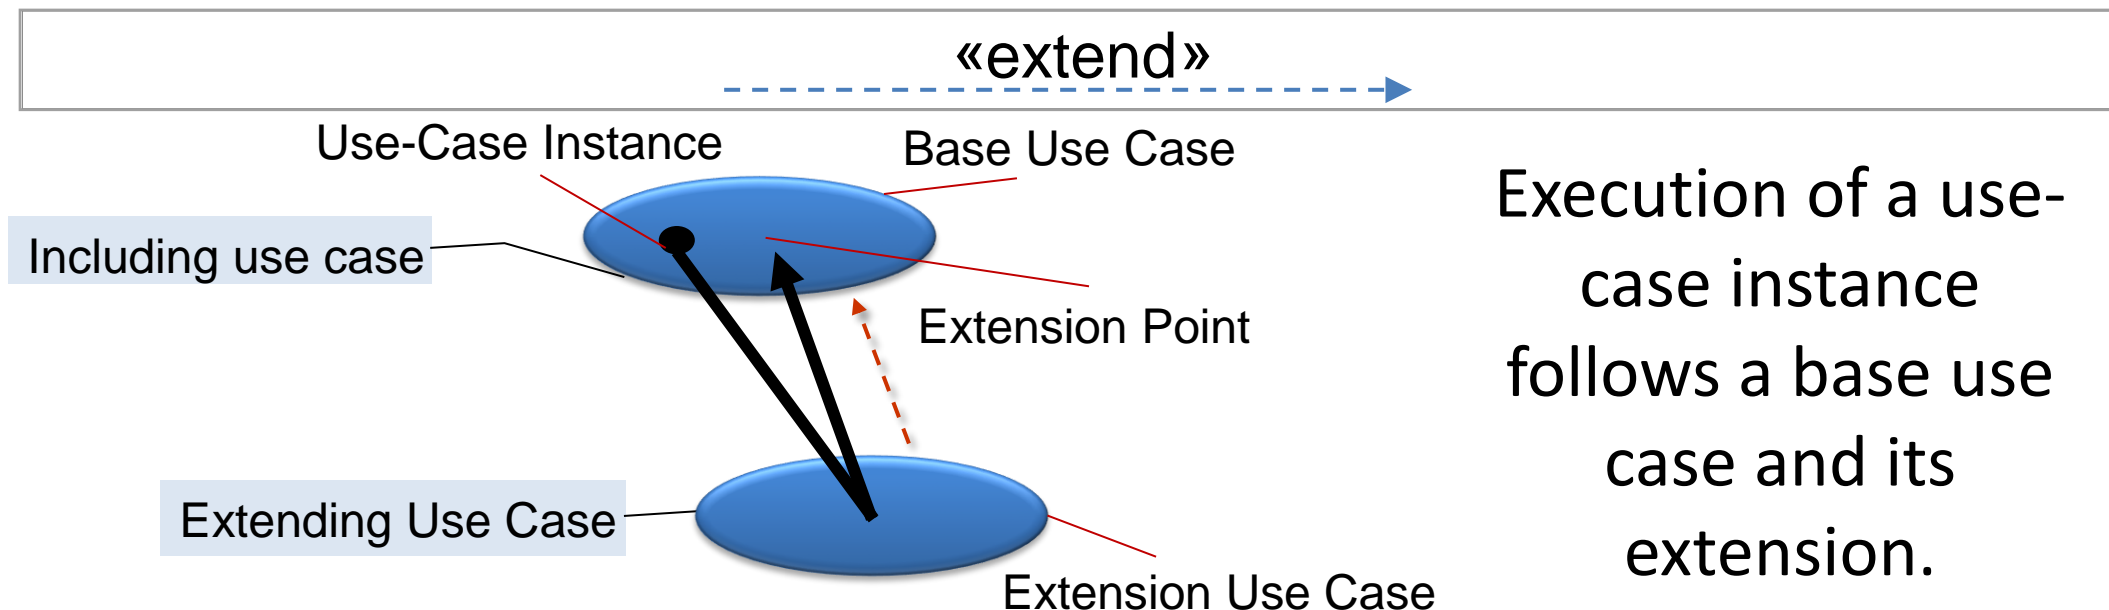 «extend»
Use-Case Instance
Base Use Case
Including use case
Extension Point
Extending Use Case
Extension Use Case
Execution of a use-
case instance
follows a base use
case and its
extension.